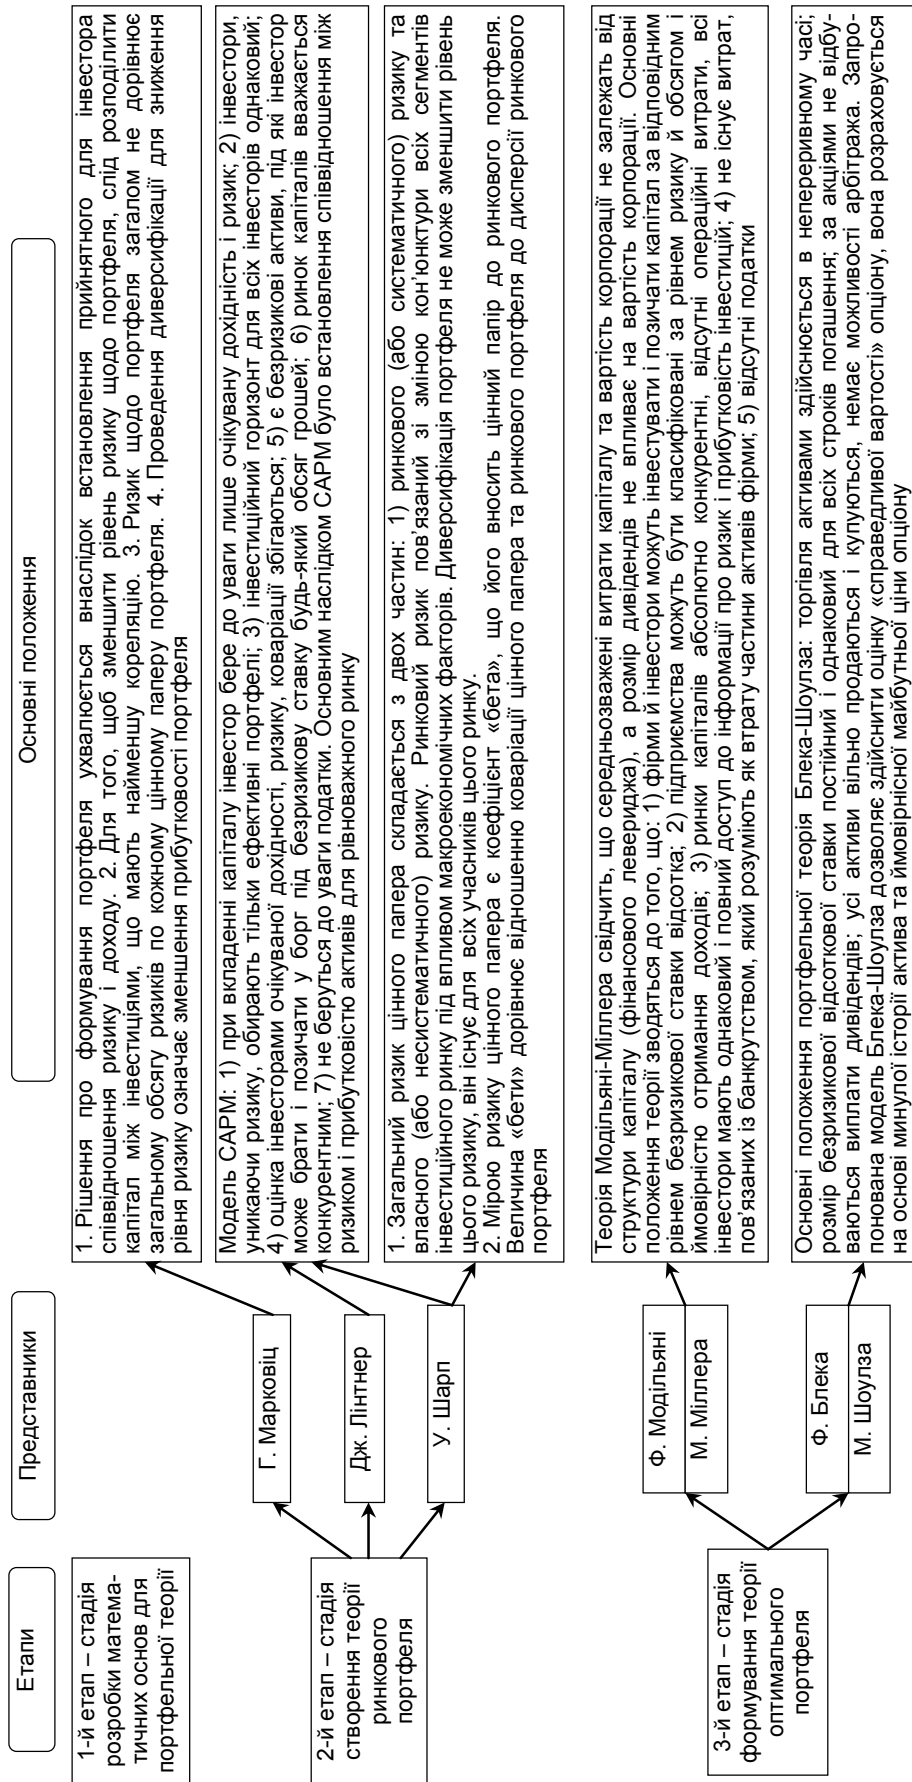 Етапи
Представники
Основні положення
1-й етап – стадія
розробки матема-
тичних основ для
портфельної теорії
2-й етап – стадія
створення теорії
ринкового
портфеля
3-й етап – стадія
формування теорії
оптимального
портфеля
Г. Марковіц
Дж. Лінтнер
У. Шарп
Ф. Модільяні
М. Міллера
Ф. Блека
М. Шоулза
1. Рішення про формування портфеля ухвалюється внаслідок встановлення прийнятного для інвестора
співвідношення ризику і доходу. 2. Для того, щоб зменшити рівень ризику щодо портфеля, слід розподілити
капітал між інвестиціями, що мають найменшу кореляцію. 3. Ризик щодо портфеля загалом не дорівнює
загальному обсягу ризиків по кожному цінному паперу портфеля. 4. Проведення диверсифікації для зниження
рівня ризику означає зменшення прибутковості портфеля
Модель САРМ: 1) при вкладенні капіталу інвестор бере до уваги лише очікувану дохідність і ризик; 2) інвестори,
уникаючи ризику, обирають тільки ефективні портфелі; 3) інвестиційний горизонт для всіх інвесторів однаковий;
4) оцінка інвесторами очікуваної дохідності, ризику, коваріації збігаються; 5) є безризикові активи, під які інвестор
може брати і позичати у борг під безризикову ставку будь-який обсяг грошей; 6) ринок капіталів вважається
конкурентним; 7) не беруться до уваги податки. Основним наслідком САРМ було встановлення співвідношення між
ризиком і прибутковістю активів для рівноважного ринку
1. Загальний ризик цінного папера складається з двох частин: 1) ринкового (або систематичного) ризику та
власного (або несистематичного) ризику. Ринковий ризик пов’язаний зі зміною кон’юнктури всіх сегментів
інвестиційного ринку під впливом макроекономічних факторів. Диверсифікація портфеля не може зменшити рівень
цього ризику, він існує для всіх учасників цього ринку.
2. Мірою ризику цінного папера є коефіцієнт «бета», що його вносить цінний папір до ринкового портфеля.
Величина «бети» дорівнює відношенню коваріації цінного папера та ринкового портфеля до дисперсії ринкового
портфеля
Теорія Модільяні-Міллера свідчить, що середньозважені витрати капіталу та вартість корпорації не залежать від
структури капіталу (фінансового левериджа), а розмір дивідендів не впливає на вартість корпорації. Основні
положення теорії зводяться до того, що: 1) фірми й інвестори можуть інвестувати і позичати капітал за відповідним
рівнем безризикової ставки відсотка; 2) підприємства можуть бути класифіковані за рівнем ризику й обсягом і
ймовірністю отримання доходів; 3) ринки капіталів абсолютно конкурентні, відсутні операційні витрати, всі
інвестори мають однаковий і повний доступ до інформації про ризик і прибутковість інвестицій; 4) не існує витрат,
пов’язаних із банкрутством, який розуміють як втрату частини активів фірми; 5) відсутні податки
Основні положення портфельної теорія Блека-Шоулза: торгівля активами здійснюється в неперервному часі;
розмір безризикової відсоткової ставки постійний і однаковий для всіх строків погашення; за акціями не відбу-
ваються виплати дивідендів; усі активи вільно продаються і купуються, немає можливості арбітража. Запро-
понована модель Блека-Шоулза дозволяє здійснити оцінку «справедливої вартості» опціону, вона розраховується
на основі минулої історії актива та ймовірнісної майбутньої ціни опціону